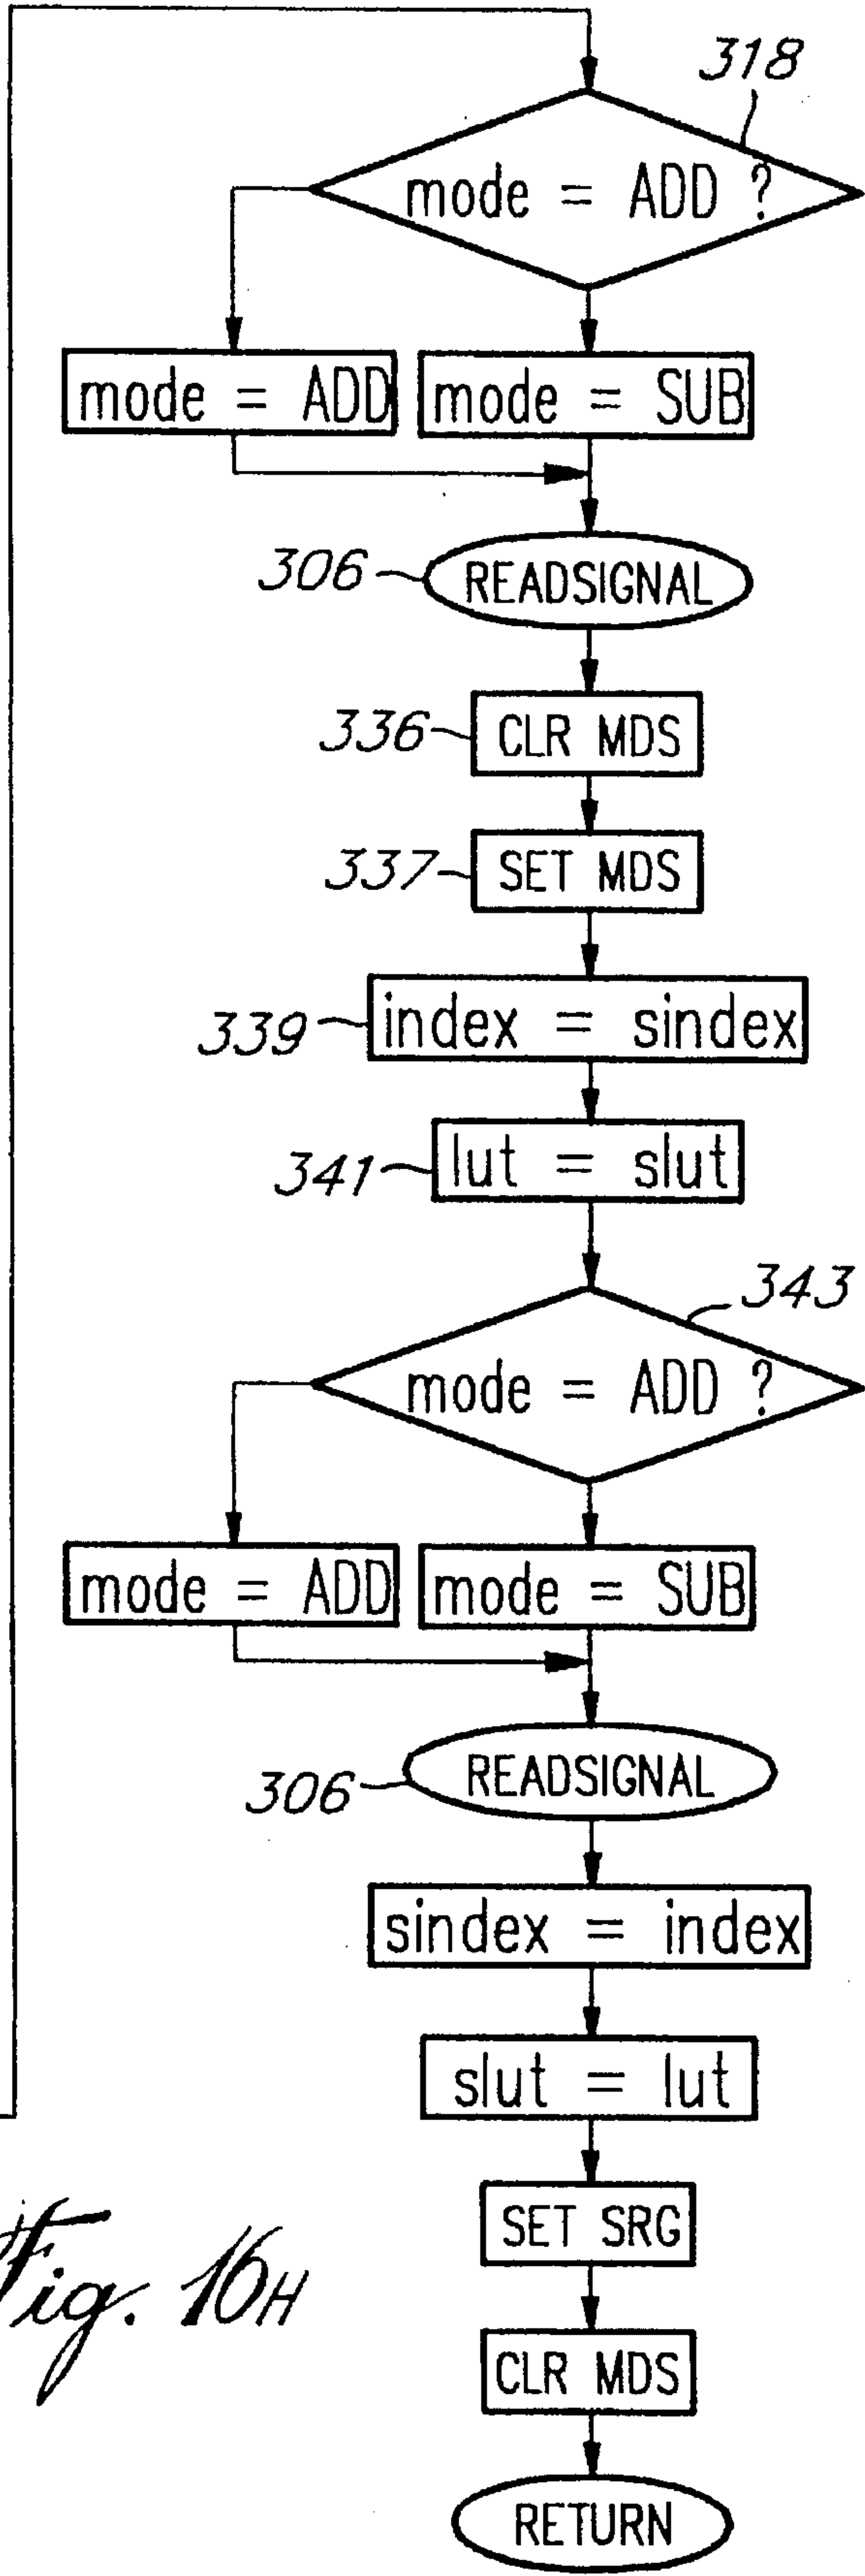 318
mode = ADD ?
mode = ADD
mode = SUB
306
READSIGNAL
336
CLR MDS
337
SET MDS
339
index = sindex
341
lut = slut
343
mode = ADD ?
mode = ADD
mode = SUB
306
READSIGNAL
sindex = index
slut = lut
SET SRG
CLR MDS
RETURN
Fig. 16H